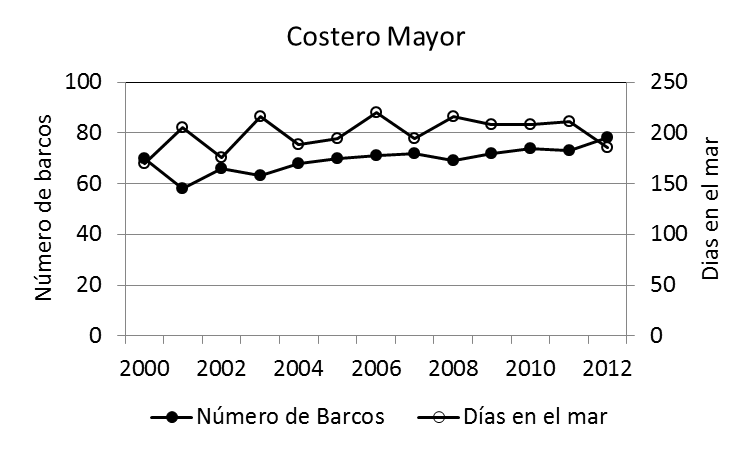 Costero Mayor
100
80
60
40
20
0
Número de barcos
250
200
150
100
50
0
Dias en el mar
2000 2002 2004 2006 2008 2010 2012
Número de Barcos Días en el mar